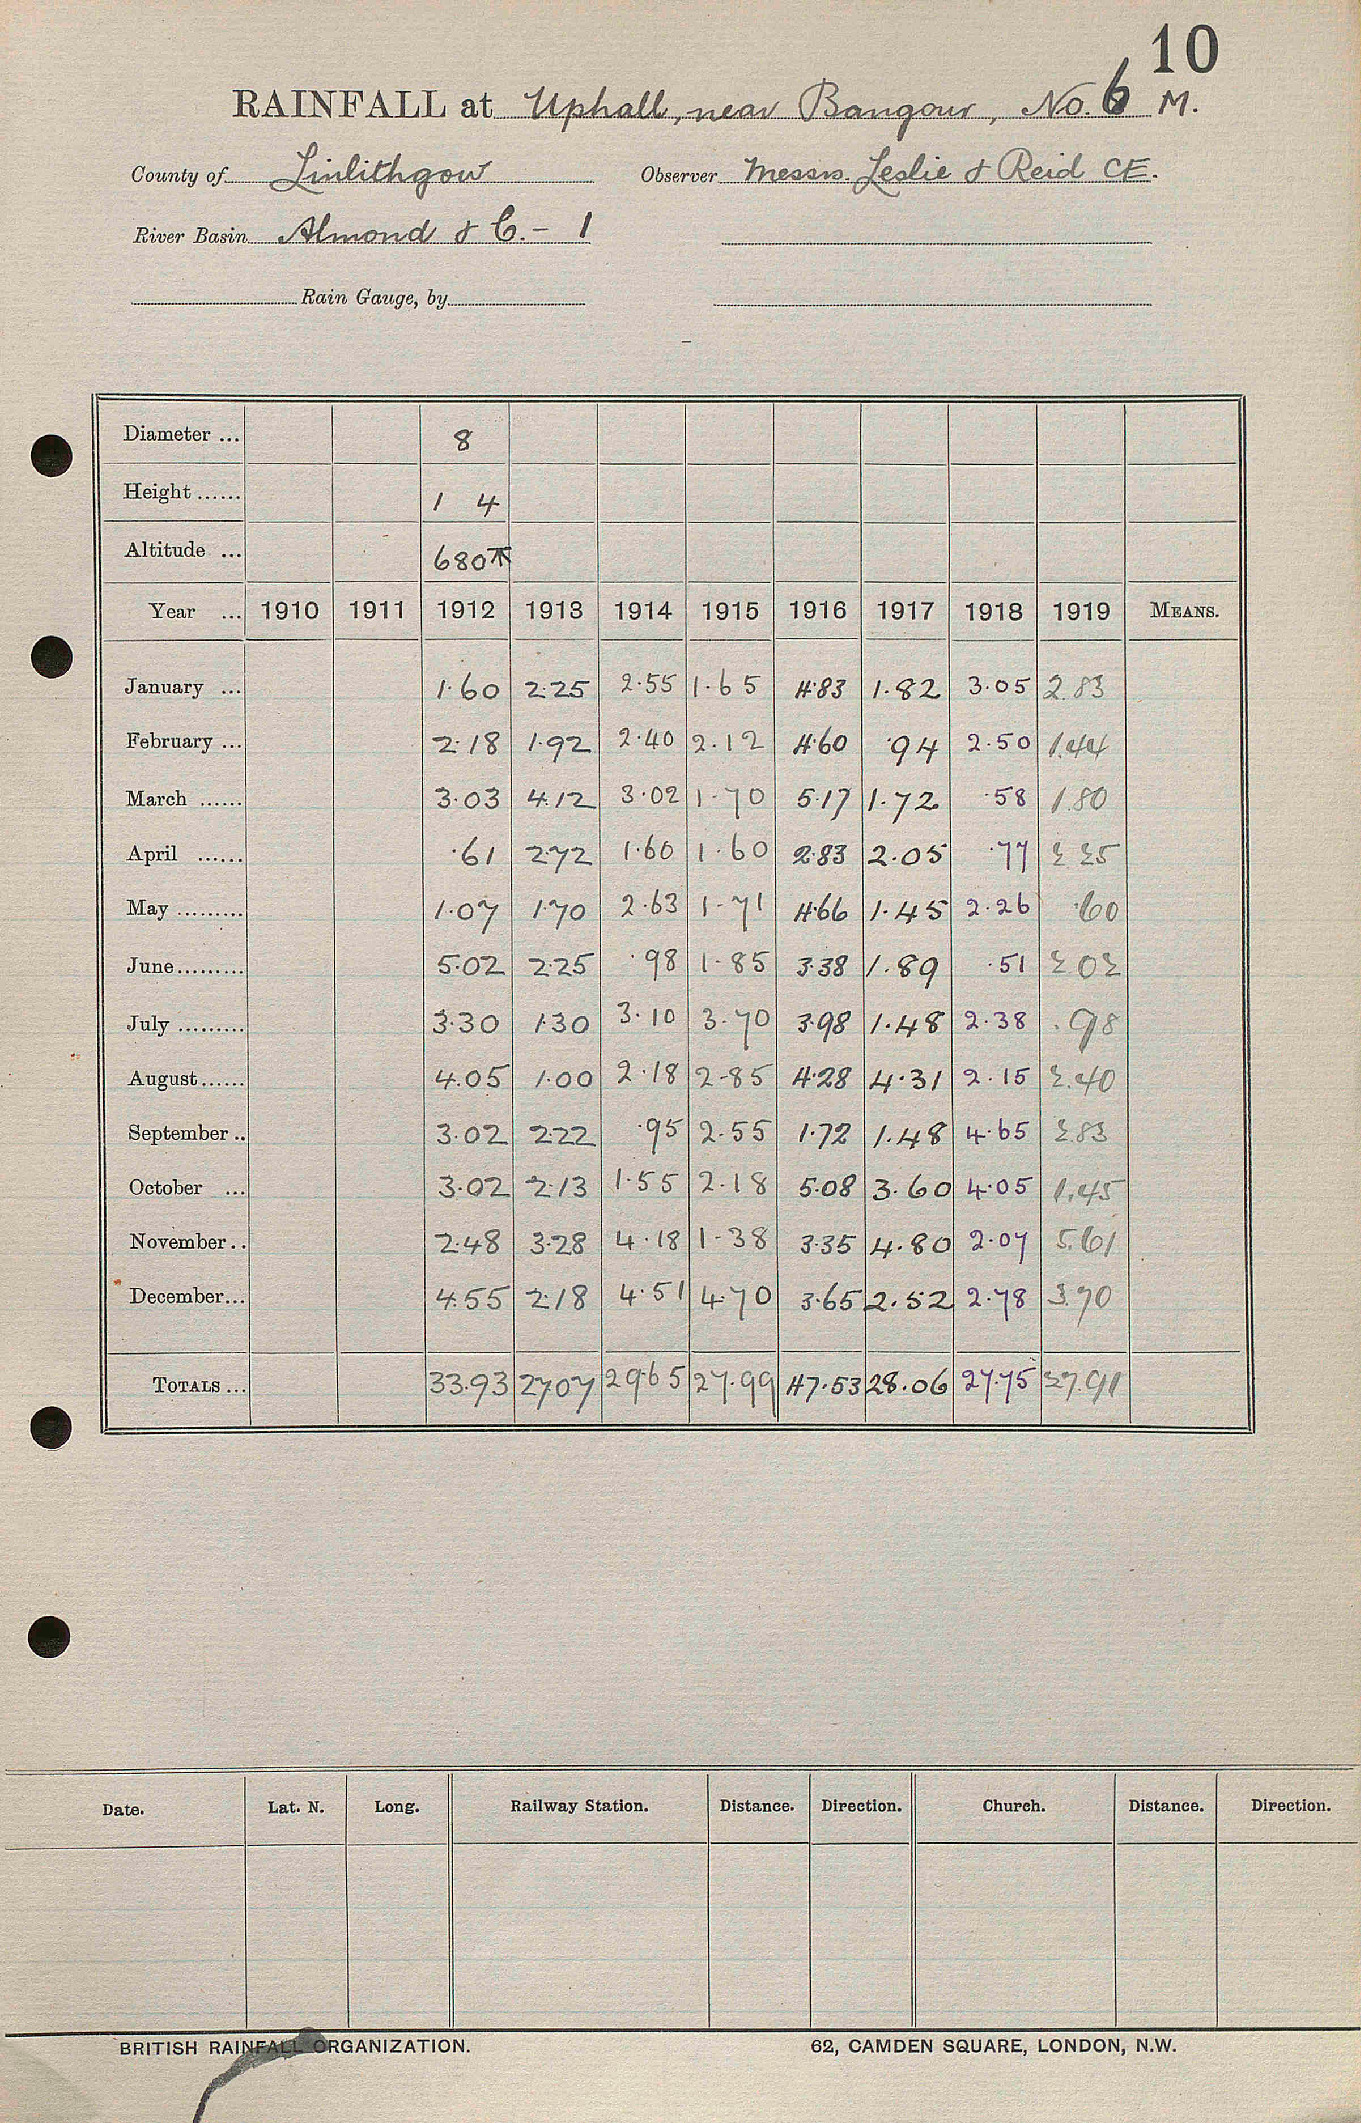 10
RAINFALL at Uphall, near Bangour, No. 6 M.
County of Linlithgow Observer Messrs. Leslie & Reid CE.
River Basin Almond & C. - 1
Rain Gauge, by
Diameter ... 8
Height ...... 1 4
Altitude ... 680
Year ... 1910 1911 1912 1913 1914 1915 1916 1917 1918 1919 MEANS.
January ... 1.60 2.25 2.55 1.65 4.83 1.82 3.05 2.83
February ... 2.18 1.92 2.40 2.12 4.60 .94 2.50 1.44
March ...... 3.03 4.12 3.02 1.70 5.17 1.72 .58 1.80
April ...... .61 2.72 1.60 1.60 2.83 2.05 .77 2.25
May ......... 1.07 1.70 2.63 1.71 4.66 1.45 2.26 .60
June ......... 5.02 2.25 .98 1.85 3.38 1.89 .51 2.02
July ......... 3.30 1.30 3.10 3.70 3.98 1.48 2.38 .98
August ...... 4.05 1.00 2.18 2.85 4.28 4.31 2.15 2.40
September .. 3.02 2.22 .95 2.55 1.72 1.48 4.65 2.83
October ... 3.02 2.13 1.55 2.18 5.08 3.60 4.05 1.45
November .. 2.48 3.28 4.18 1.38 3.35 4.80 2.07 5.61
December ... 4.55 2.18 4.51 4.70 3.65 2.52 2.78 3.70
TOTALS ... 33.93 27.07 29.65 27.99 47.53 28.06 27.75 27.91
Date. Lat. N. Long. Railway Station. Distance. Direction. Church. Distance. Direction.
BRITISH RAINFALL ORGANIZATION. 62, CAMDEN SQUARE, LONDON, N.W.